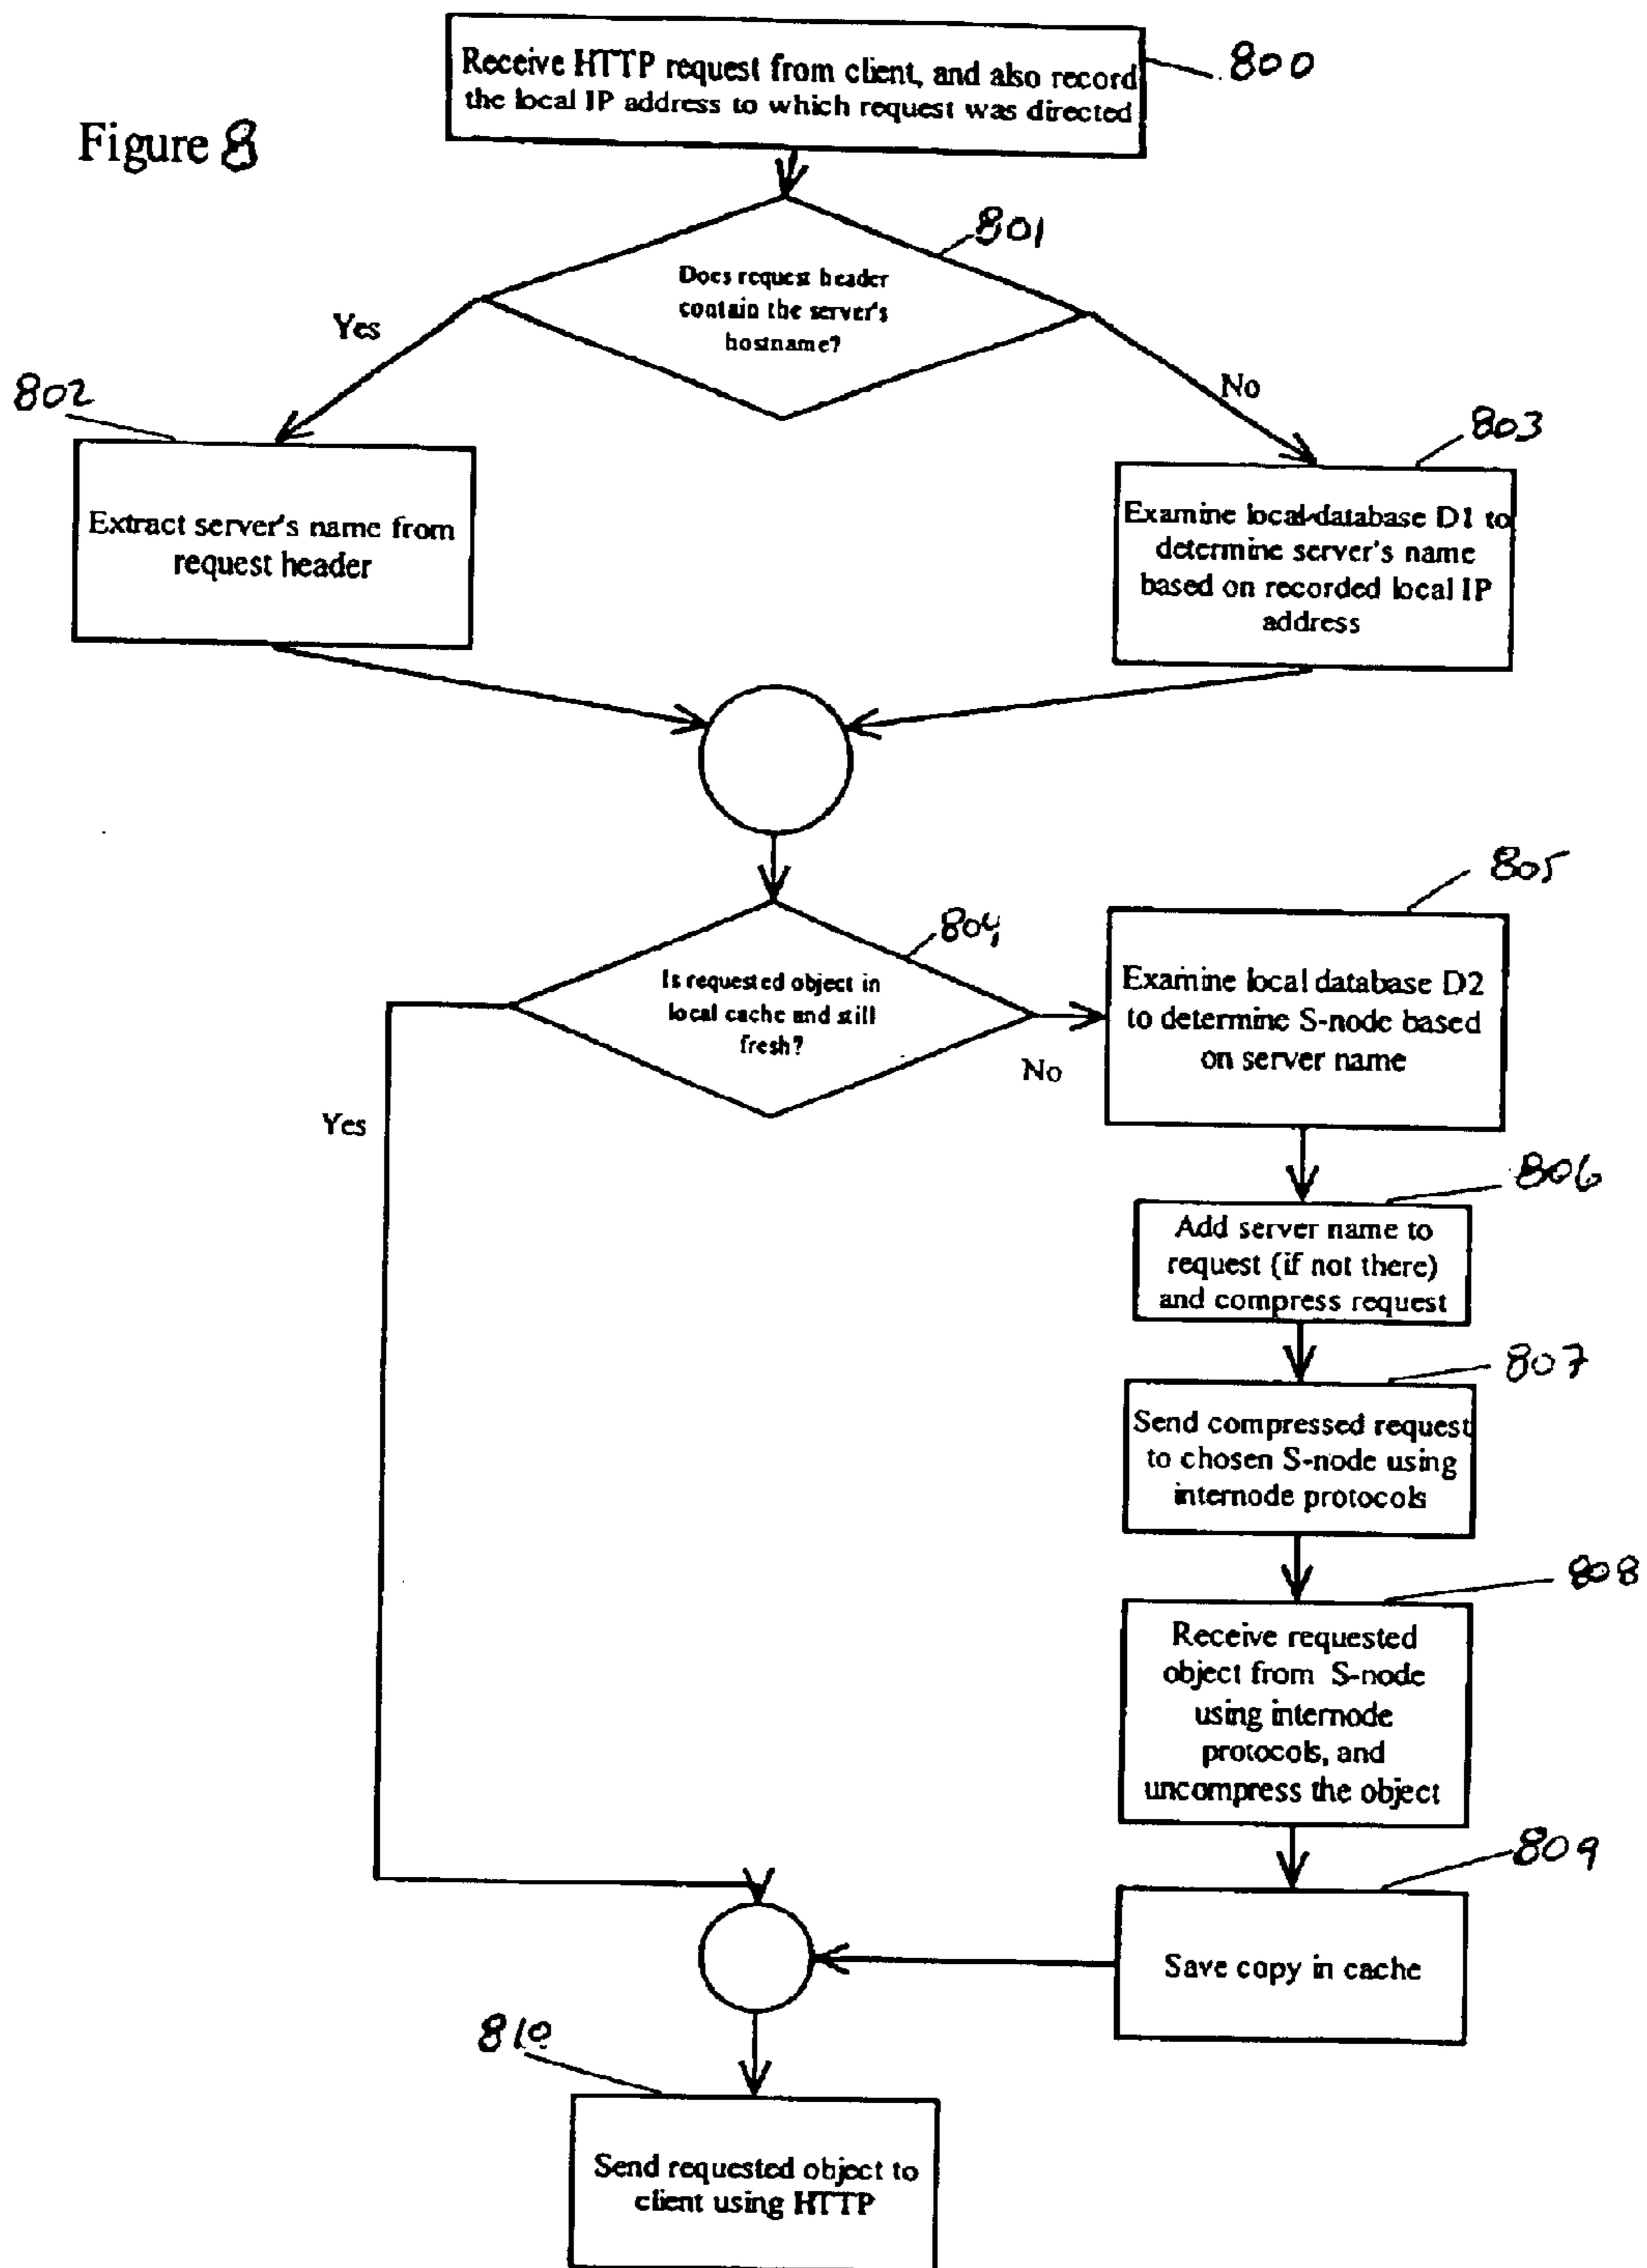 Figure 8
Receive HTTP request from client, and also record
the local IP address to which request was directed
800
801
Does request header
contain the server's
hostname?
Yes
No
802
Extract server's name from
request header
803
Examine local database D1 to
determine server's name
based on recorded local IP
address
804
Is requested object in
local cache and still
fresh?
Yes
No
805
Examine local database D2
to determine S-node based
on server name
806
Add server name to
request (if not there)
and compress request
807
Send compressed request
to chosen S-node using
internode protocols
808
Receive requested
object from S-node
using internode
protocols, and
uncompress the object
809
Save copy in cache
810
Send requested object to
client using HTTP